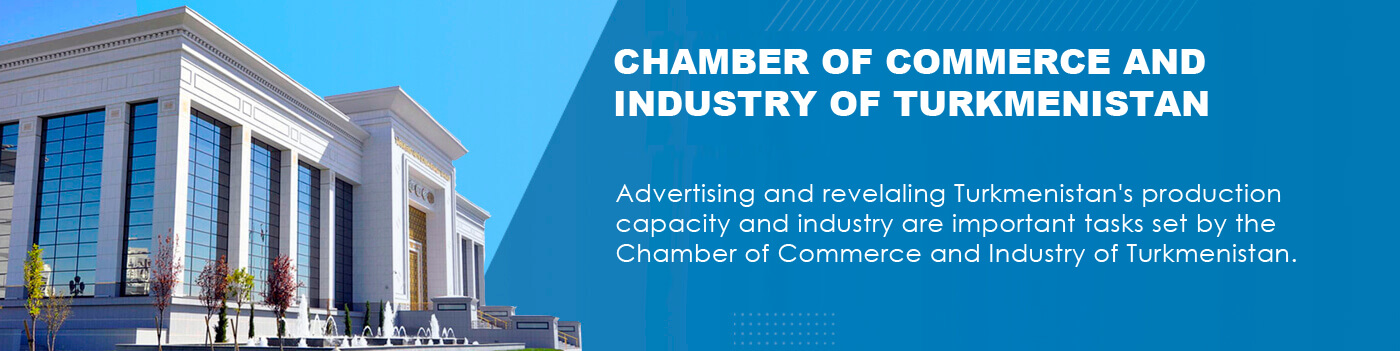 CHAMBER OF COMMERCE AND
INDUSTRY OF TURKMENISTAN
Advertising and revelaling Turkmenistan's production
capacity and industry are important tasks set by the
Chamber of Commerce and Industry of Turkmenistan.